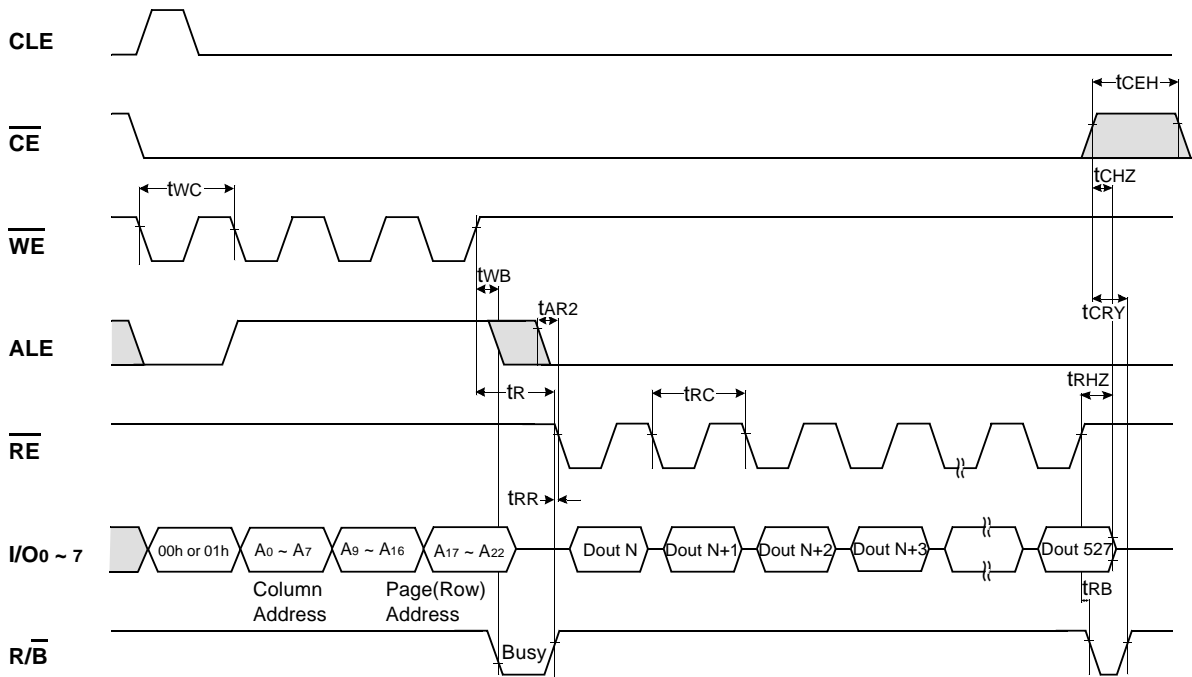 CLE
tCEH
CE
tCHZ
tWC
WE
tWB
tCRY
tAR2
ALE
tR
tRC
tRHZ
RE
tRR
I/O0 ~ 7
00h or 01h
A0 ~ A7
A9 ~ A16
A17 ~ A22
Dout N
Dout N+1
Dout N+2
Dout N+3
Dout 527
Column
Address
Page(Row)
Address
tRB
R/B
Busy